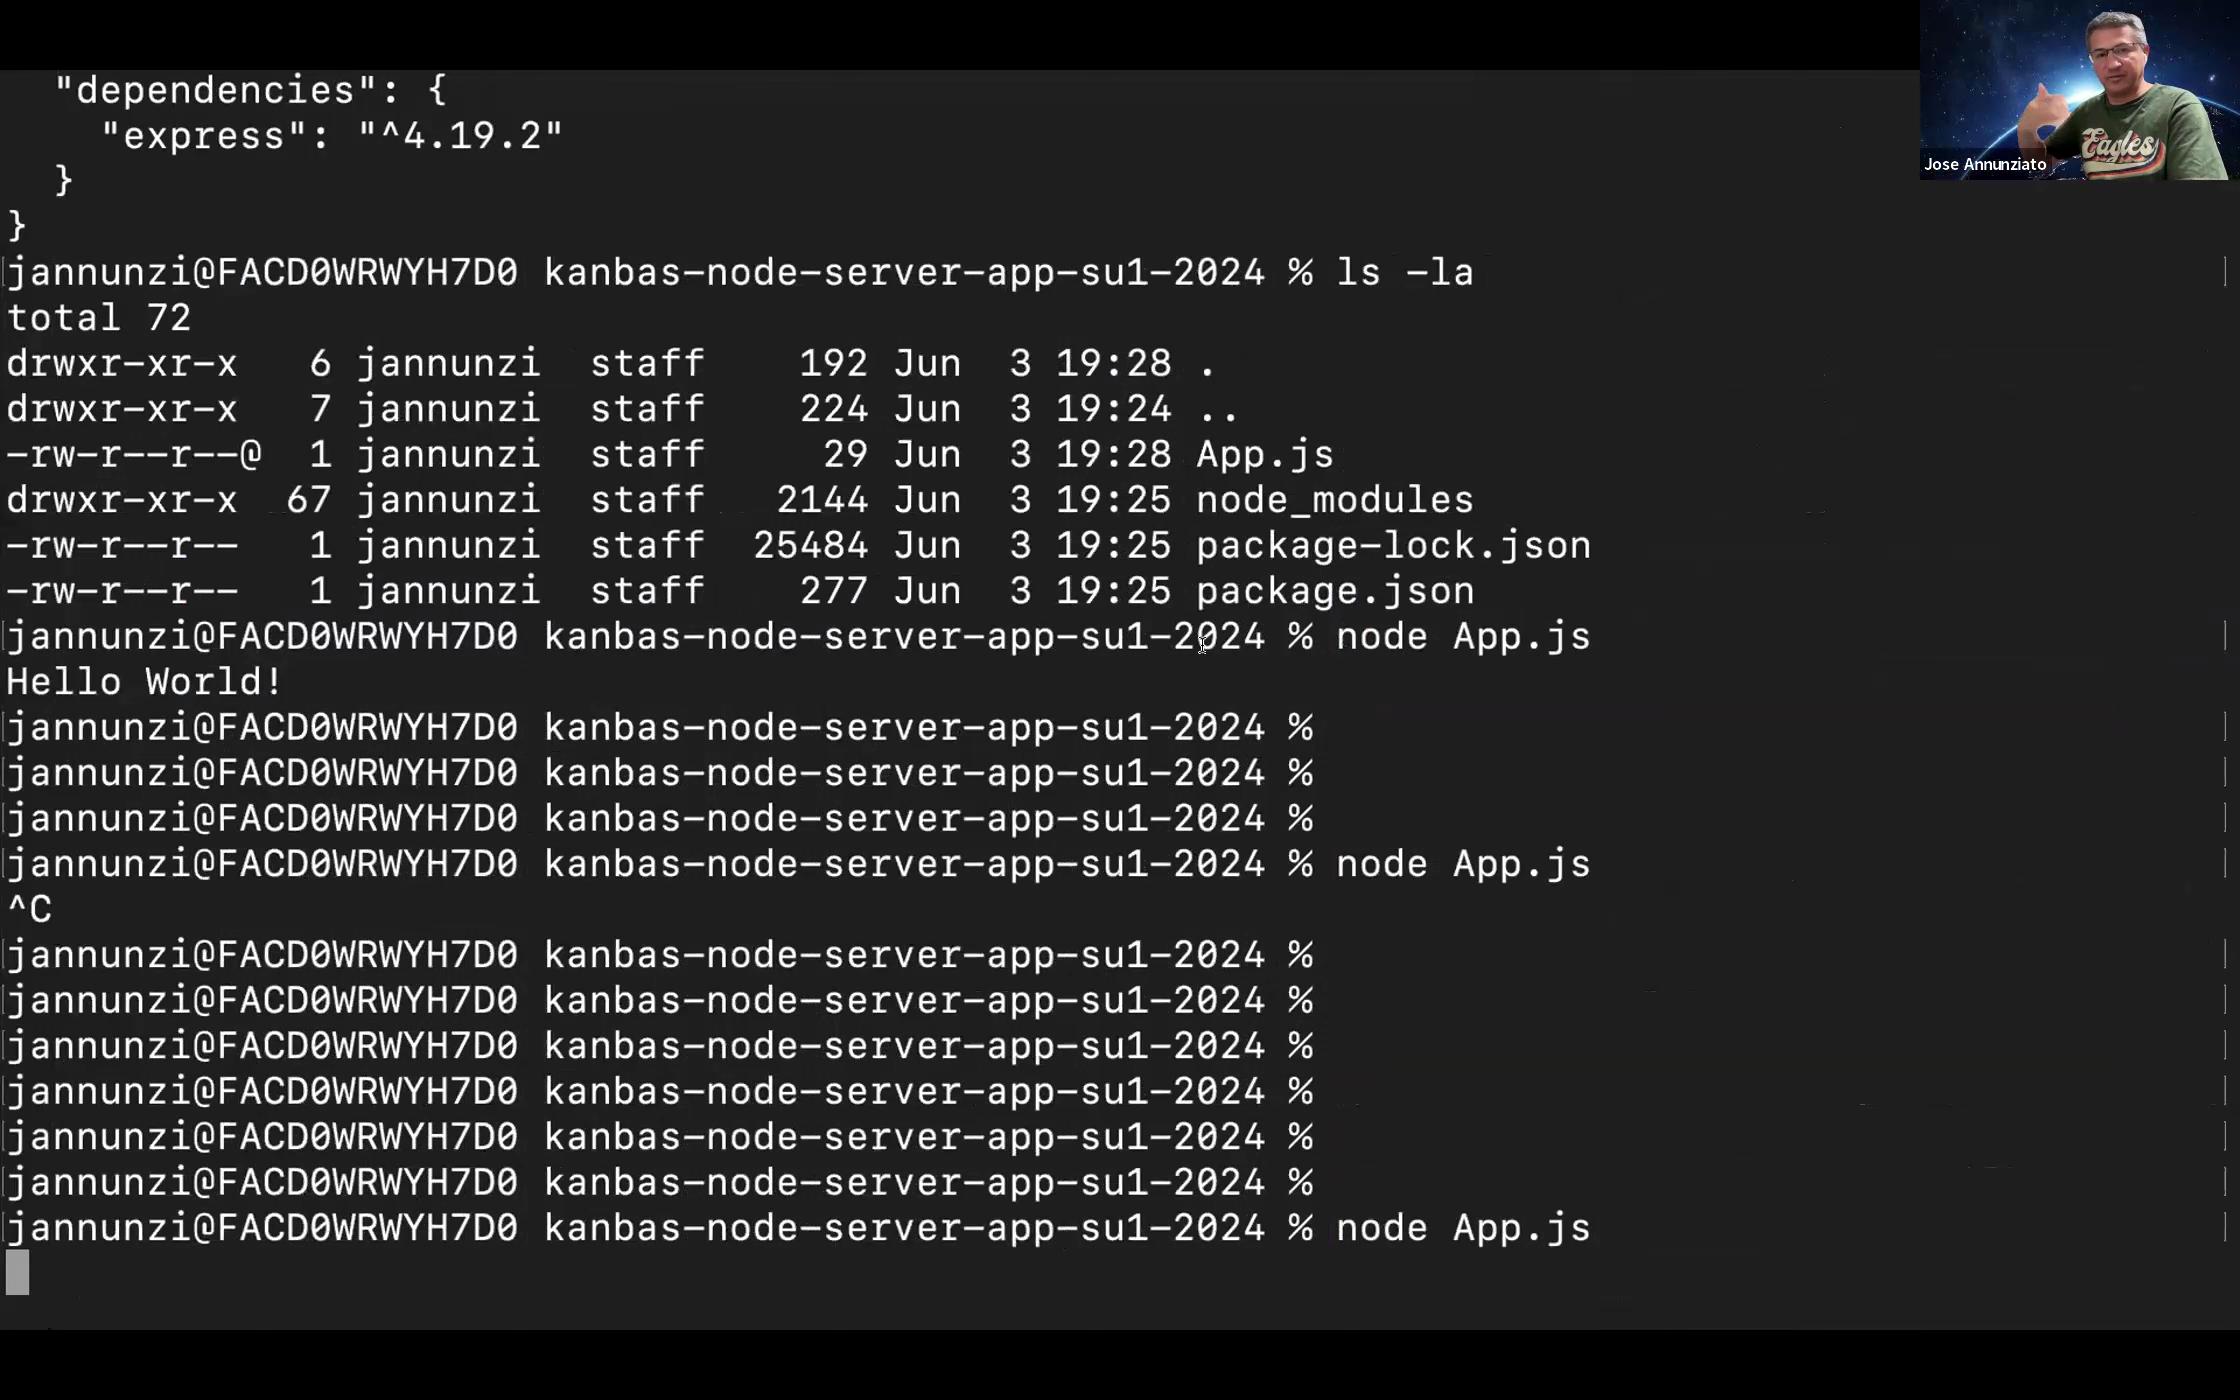 "dependencies": {
"express": "^4.19.2"
}
}
jannunzi@FACD0WRWYH7D0 kanbas-node-server-app-su1-2024 % ls -la
total 72
drwxr-xr-x   6 jannunzi  staff    192 Jun  3 19:28 .
drwxr-xr-x   7 jannunzi  staff    224 Jun  3 19:24 ..
-rw-r--r--@  1 jannunzi  staff     29 Jun  3 19:28 App.js
drwxr-xr-x  67 jannunzi  staff   2144 Jun  3 19:25 node_modules
-rw-r--r--   1 jannunzi  staff  25484 Jun  3 19:25 package-lock.json
-rw-r--r--   1 jannunzi  staff    277 Jun  3 19:25 package.json
jannunzi@FACD0WRWYH7D0 kanbas-node-server-app-su1-2024 % node App.js
Hello World!
jannunzi@FACD0WRWYH7D0 kanbas-node-server-app-su1-2024 %
jannunzi@FACD0WRWYH7D0 kanbas-node-server-app-su1-2024 %
jannunzi@FACD0WRWYH7D0 kanbas-node-server-app-su1-2024 %
jannunzi@FACD0WRWYH7D0 kanbas-node-server-app-su1-2024 % node App.js
^C
jannunzi@FACD0WRWYH7D0 kanbas-node-server-app-su1-2024 %
jannunzi@FACD0WRWYH7D0 kanbas-node-server-app-su1-2024 %
jannunzi@FACD0WRWYH7D0 kanbas-node-server-app-su1-2024 %
jannunzi@FACD0WRWYH7D0 kanbas-node-server-app-su1-2024 %
jannunzi@FACD0WRWYH7D0 kanbas-node-server-app-su1-2024 %
jannunzi@FACD0WRWYH7D0 kanbas-node-server-app-su1-2024 %
jannunzi@FACD0WRWYH7D0 kanbas-node-server-app-su1-2024 % node App.js
Eagles
Jose Annunziato